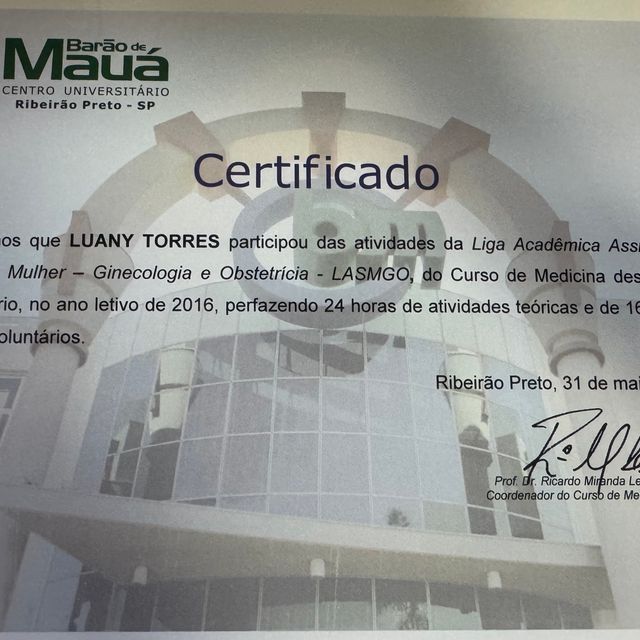 Barão de
Mauá
CENTRO UNIVERSITÁRIO
Ribeirão Preto - SP
Certificado
que LUANY TORRES participou das atividades da Liga Acadêmica
Mulher – Ginecologia e Obstetrícia - LASMGO, do Curso de Medicina
no ano letivo de 2016, perfazendo 24 horas de atividades teóricas e de
Ribeirão Preto, 31 de
Prof. Dr. Ricardo Miranda
Coordenador do Curso de